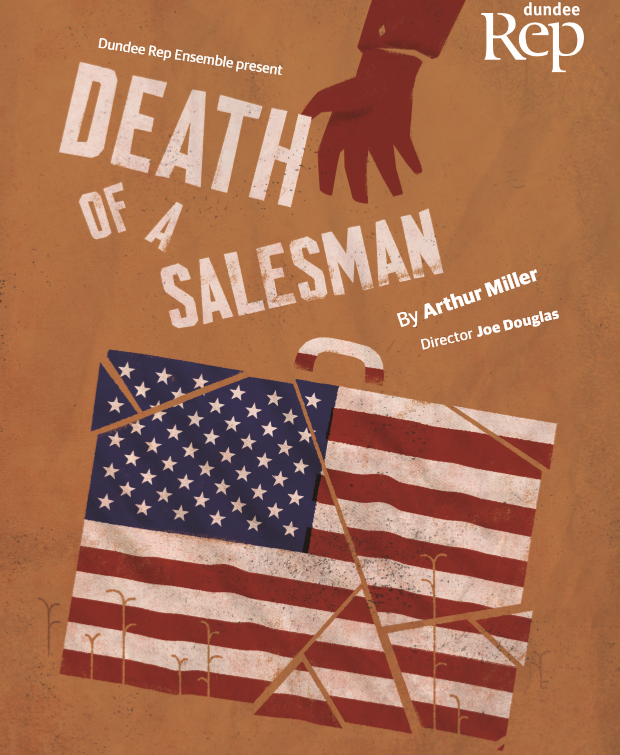 dundee
Rep
Dundee Rep Ensemble present
DEATH
OF A
SALESMAN
By Arthur Miller
Director Joe Douglas